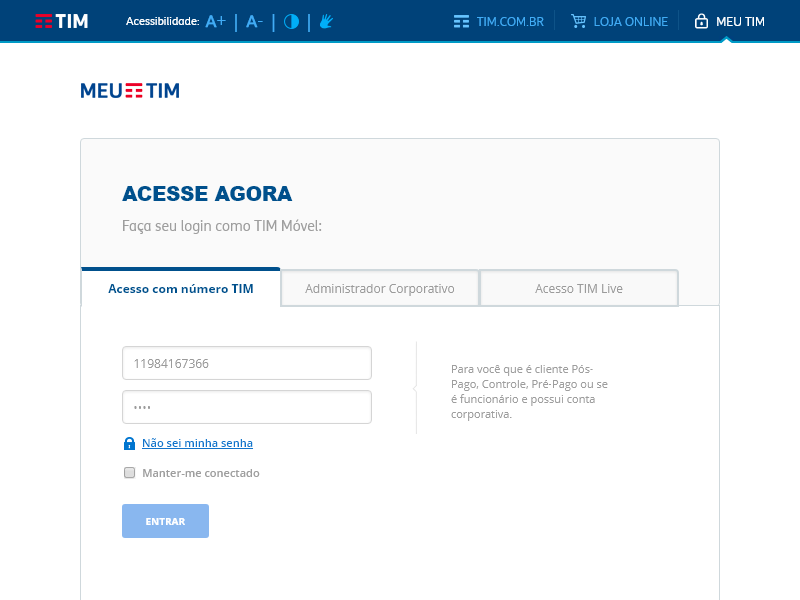 TIM Acessibilidade: A+ | A- | | TIM.COM.BR LOJA ONLINE MEU TIM
MEU TIM
ACESSE AGORA
Faça seu login como TIM Móvel:
Acesso com número TIM Administrador Corporativo Acesso TIM Live
11984167366
Para você que é cliente Pós-
Pago, Controle, Pré-Pago ou se
é funcionário e possui conta
corporativa.
••••
Não sei minha senha
Manter-me conectado
ENTRAR